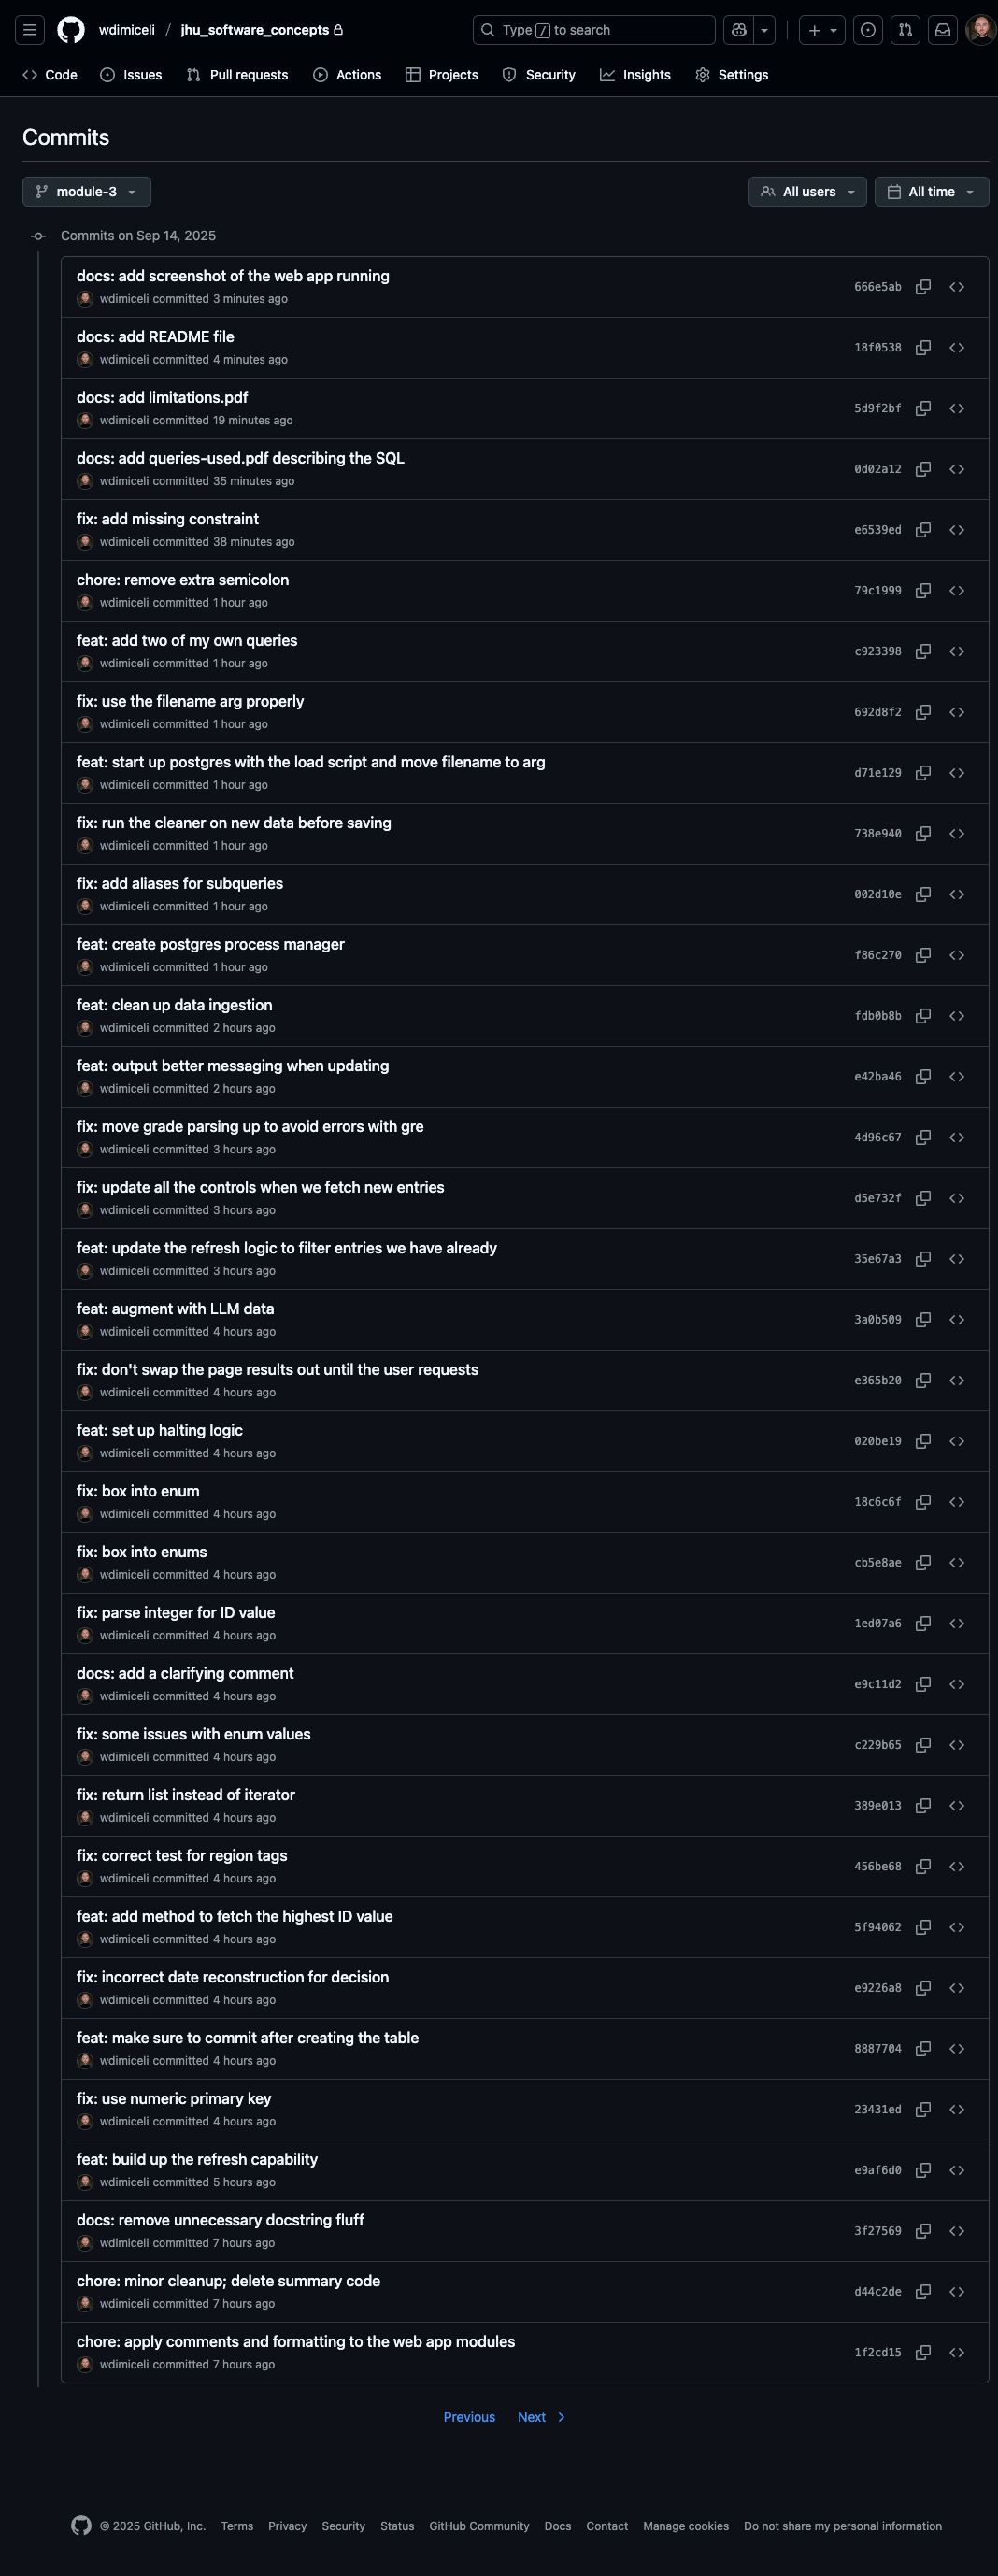 wdimiceli / jhu_software_concepts
Type / to search
Code Issues Pull requests Actions Projects Security Insights Settings
Commits
module-3 All users All time
Commits on Sep 14, 2025
docs: add screenshot of the web app running
wdimiceli committed 3 minutes ago 666e5ab
docs: add README file
wdimiceli committed 4 minutes ago 18f0538
docs: add limitations.pdf
wdimiceli committed 19 minutes ago 5d9f2bf
docs: add queries-used.pdf describing the SQL
wdimiceli committed 35 minutes ago 0d02a12
fix: add missing constraint
wdimiceli committed 38 minutes ago e6539ed
chore: remove extra semicolon
wdimiceli committed 1 hour ago 79c1999
feat: add two of my own queries
wdimiceli committed 1 hour ago c923398
fix: use the filename arg properly
wdimiceli committed 1 hour ago 692d8f2
feat: start up postgres with the load script and move filename to arg
wdimiceli committed 1 hour ago d71e129
fix: run the cleaner on new data before saving
wdimiceli committed 1 hour ago 738e940
fix: add aliases for subqueries
wdimiceli committed 1 hour ago 002d10e
feat: create postgres process manager
wdimiceli committed 1 hour ago f86c270
feat: clean up data ingestion
wdimiceli committed 2 hours ago fdb0b8b
feat: output better messaging when updating
wdimiceli committed 2 hours ago e42ba46
fix: move grade parsing up to avoid errors with gre
wdimiceli committed 3 hours ago 4d96c67
fix: update all the controls when we fetch new entries
wdimiceli committed 3 hours ago d5e732f
feat: update the refresh logic to filter entries we have already
wdimiceli committed 3 hours ago 35e67a3
feat: augment with LLM data
wdimiceli committed 4 hours ago 3a0b509
fix: don't swap the page results out until the user requests
wdimiceli committed 4 hours ago e365b20
feat: set up halting logic
wdimiceli committed 4 hours ago 020be19
fix: box into enum
wdimiceli committed 4 hours ago 18c6c6f
fix: box into enums
wdimiceli committed 4 hours ago cb5e8ae
fix: parse integer for ID value
wdimiceli committed 4 hours ago 1ed07a6
docs: add a clarifying comment
wdimiceli committed 4 hours ago e9c11d2
fix: some issues with enum values
wdimiceli committed 4 hours ago c229b65
fix: return list instead of iterator
wdimiceli committed 4 hours ago 389e013
fix: correct test for region tags
wdimiceli committed 4 hours ago 456be68
feat: add method to fetch the highest ID value
wdimiceli committed 4 hours ago 5f94062
fix: incorrect date reconstruction for decision
wdimiceli committed 4 hours ago e9226a8
feat: make sure to commit after creating the table
wdimiceli committed 4 hours ago 8887704
fix: use numeric primary key
wdimiceli committed 4 hours ago 23431ed
feat: build up the refresh capability
wdimiceli committed 5 hours ago e9af6d0
docs: remove unnecessary docstring fluff
wdimiceli committed 7 hours ago 3f27569
chore: minor cleanup; delete summary code
wdimiceli committed 7 hours ago d44c2de
chore: apply comments and formatting to the web app modules
wdimiceli committed 7 hours ago 1f2cd15
Previous Next
© 2025 GitHub, Inc. Terms Privacy Security Status GitHub Community Docs Contact Manage cookies Do not share my personal information